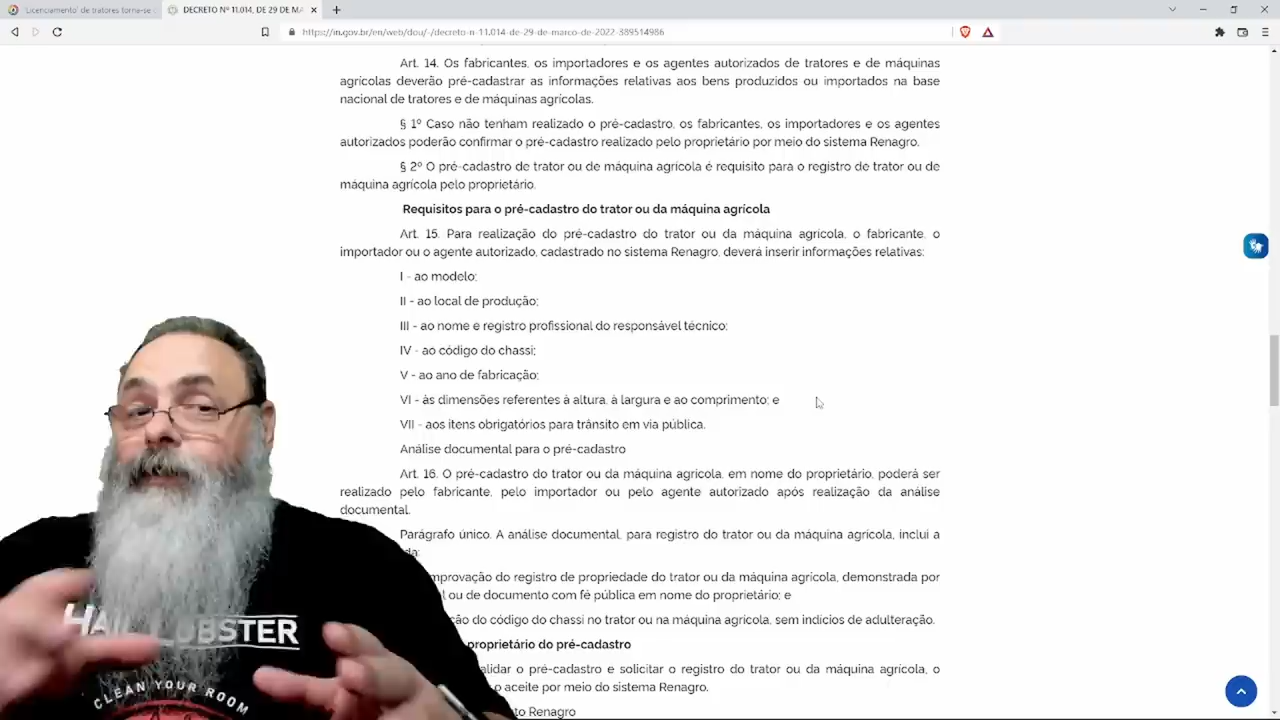 'Licenciamento' de tratores torna-se
DECRETO Nº 11.014, DE 29 DE MA
https://in.gov.br/en/web/dou/-/decreto-n-11.014-de-29-de-marco-de-2022-389514986
Art. 14. Os fabricantes, os importadores e os agentes autorizados de tratores e de máquinas
agrícolas deverão pré-cadastrar as informações relativas aos bens produzidos ou importados na base
nacional de tratores e de máquinas agrícolas.
§ 1º Caso não tenham realizado o pré-cadastro, os fabricantes, os importadores e os agentes
autorizados poderão confirmar o pré-cadastro realizado pelo proprietário por meio do sistema Renagro.
§ 2º O pré-cadastro de trator ou de máquina agrícola é requisito para o registro de trator ou de
máquina agrícola pelo proprietário.
Requisitos para o pré-cadastro do trator ou da máquina agrícola
Art. 15. Para realização do pré-cadastro do trator ou da máquina agrícola, o fabricante, o
importador ou o agente autorizado, cadastrado no sistema Renagro, deverá inserir informações relativas:
I - ao modelo;
II - ao local de produção;
III - ao nome e registro profissional do responsável técnico;
IV - ao código do chassi;
V - ao ano de fabricação;
VI - às dimensões referentes à altura, à largura e ao comprimento; e
VII - aos itens obrigatórios para trânsito em via pública.
Análise documental para o pré-cadastro
Art. 16. O pré-cadastro do trator ou da máquina agrícola, em nome do proprietário, poderá ser
realizado pelo fabricante, pelo importador ou pelo agente autorizado após realização da análise
documental.
Parágrafo único. A análise documental, para registro do trator ou da máquina agrícola, inclui a
da:
mprovação do registro de propriedade do trator ou da máquina agrícola, demonstrada por
l ou de documento com fé pública em nome do proprietário; e
ção do código do chassi no trator ou na máquina agrícola, sem indícios de adulteração.
proprietário do pré-cadastro
alidar o pré-cadastro e solicitar o registro do trator ou da máquina agrícola, o
o aceite por meio do sistema Renagro.
to Renagro
LOBSTER
CLEAN YOUR ROOM